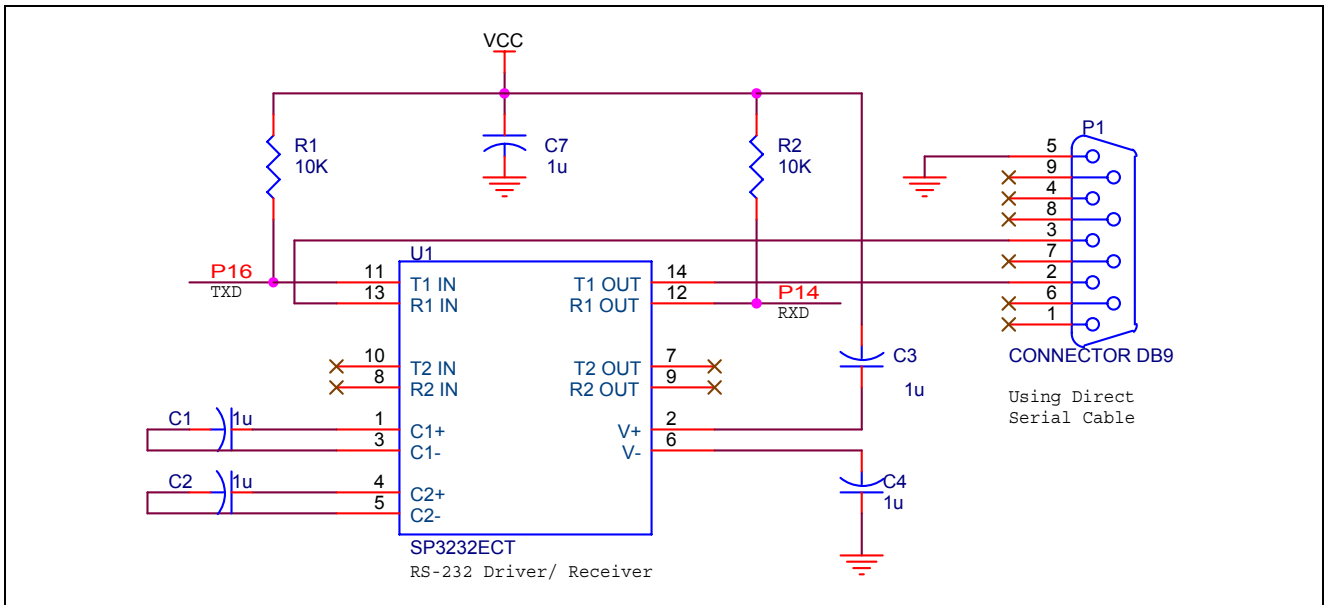 VCC
R1
10K
C7
1u
R2
10K
P1
5
9
4
8
3
7
2
6
1
CONNECTOR DB9
Using Direct
Serial Cable
U1
P16
TXD
11
T1 IN
13
R1 IN
10
T2 IN
8
R2 IN
1
C1+
3
C1-
4
C2+
5
C2-
14
T1 OUT
12
R1 OUT
7
T2 OUT
9
R2 OUT
2
V+
6
V-
P14
RXD
C1
1u
C2
1u
C3
1u
C4
1u
SP3232ECT
RS-232 Driver/ Receiver